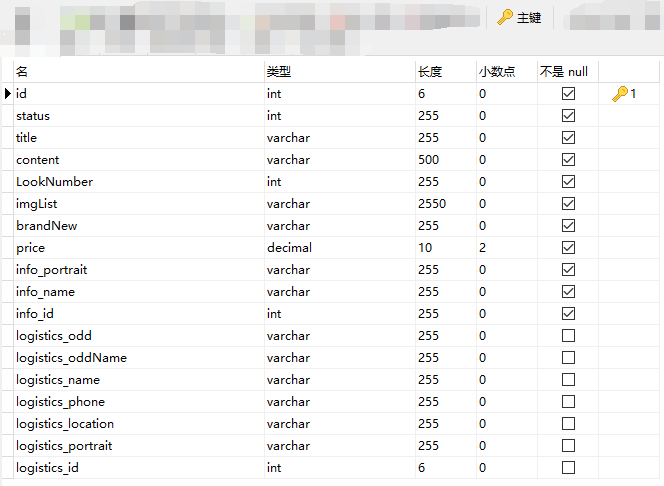 主键
名 类型 长度 小数点 不是 null
id int 6 0 1
status int 255 0
title varchar 255 0
content varchar 500 0
LookNumber int 255 0
imgList varchar 2550 0
brandNew varchar 255 0
price decimal 10 2
info_portrait varchar 255 0
info_name varchar 255 0
info_id int 255 0
logistics_odd varchar 255 0
logistics_oddName varchar 255 0
logistics_name varchar 255 0
logistics_phone varchar 255 0
logistics_location varchar 255 0
logistics_portrait varchar 255 0
logistics_id int 6 0